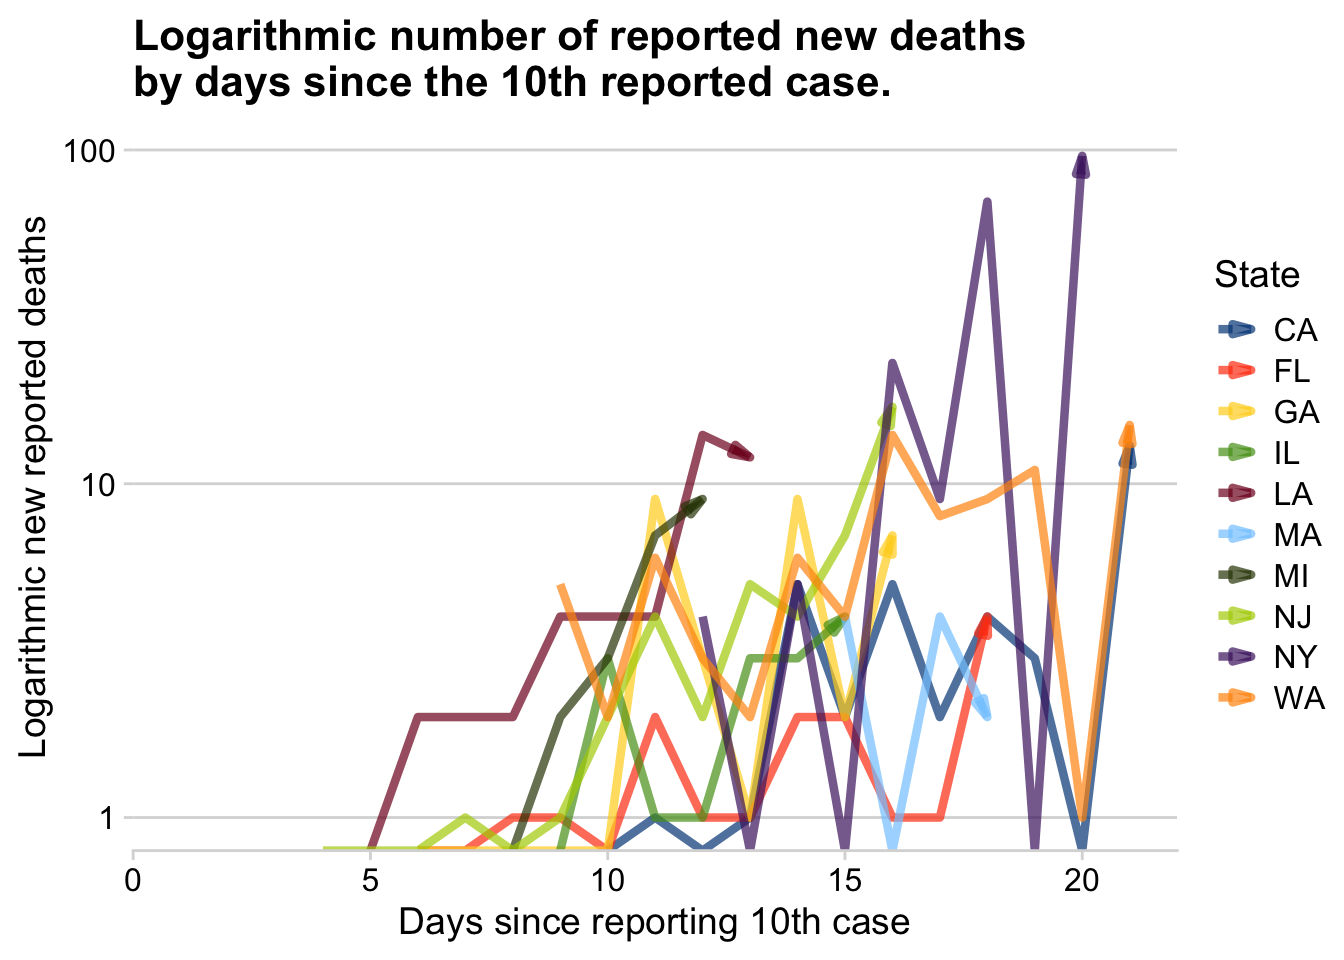 Logarithmic number of reported new deaths
by days since the 10th reported case.
100
10
1
Logarithmic new reported deaths
0 5 10 15 20
Days since reporting 10th case
State
CA
FL
GA
IL
LA
MA
MI
NJ
NY
WA